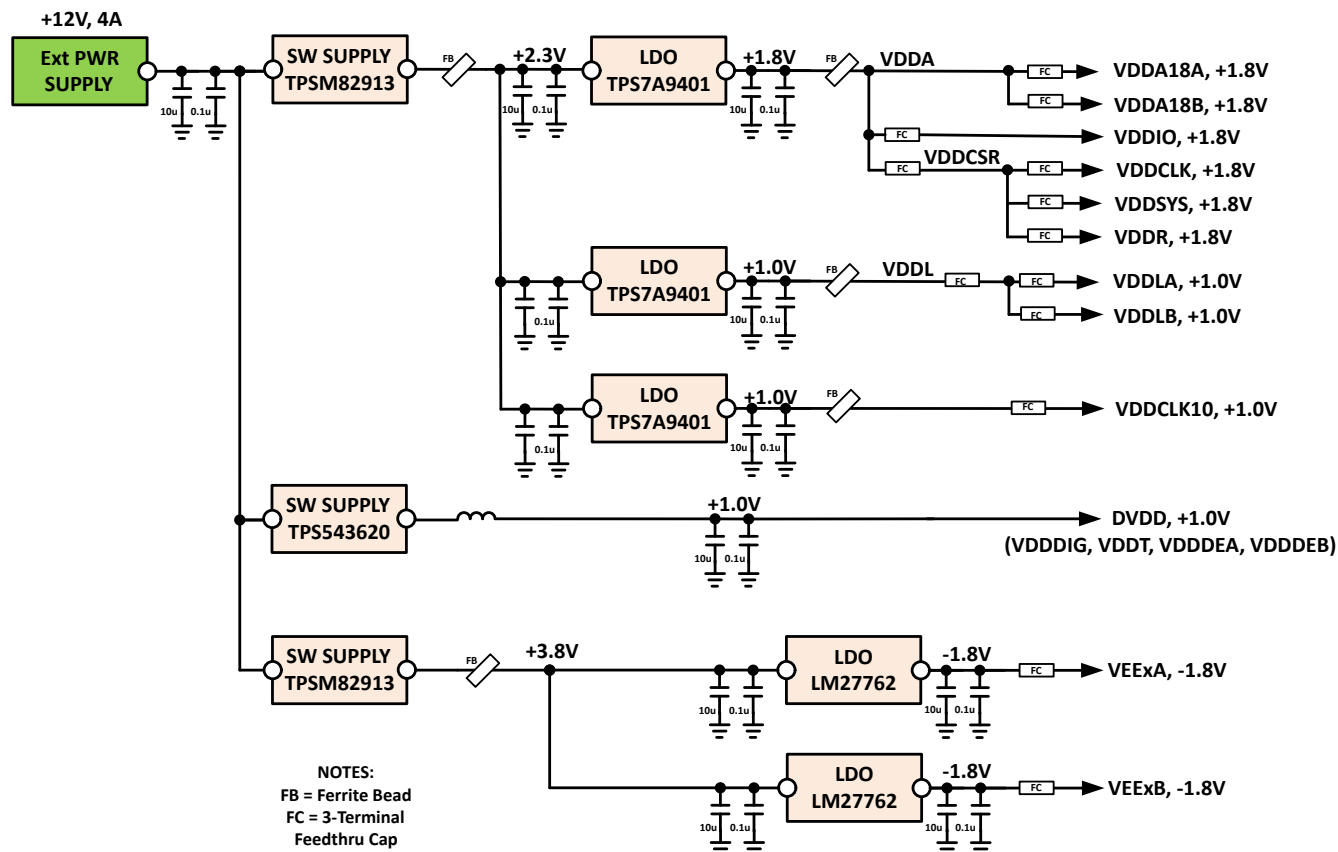 +12V, 4A
Ext PWR
SUPPLY
10u
0.1u
SW SUPPLY
TPSM82913
FB
+2.3V
10u
0.1u
LDO
TPS7A9401
+1.8V
10u
0.1u
FB
VDDA
FC
VDDA18A, +1.8V
FC
VDDA18B, +1.8V
FC
VDDIO, +1.8V
FC
VDDCSR
FC
VDDCLK, +1.8V
FC
VDDSYS, +1.8V
FC
VDDR, +1.8V
0.1u
LDO
TPS7A9401
+1.0V
10u
0.1u
FB
VDDL
FC
FC
VDDLA, +1.0V
FC
VDDLB, +1.0V
0.1u
LDO
TPS7A9401
+1.0V
10u
0.1u
FB
FC
VDDCLK10, +1.0V
SW SUPPLY
TPS543620
+1.0V
10u
0.1u
DVDD, +1.0V
(VDDDIG, VDDT, VDDDEA, VDDDEB)
SW SUPPLY
TPSM82913
FB
+3.8V
10u
0.1u
LDO
LM27762
-1.8V
10u
0.1u
FC
VEExA, -1.8V
10u
0.1u
LDO
LM27762
-1.8V
10u
0.1u
FC
VEExB, -1.8V
NOTES:
FB = Ferrite Bead
FC = 3-Terminal
Feedthru Cap